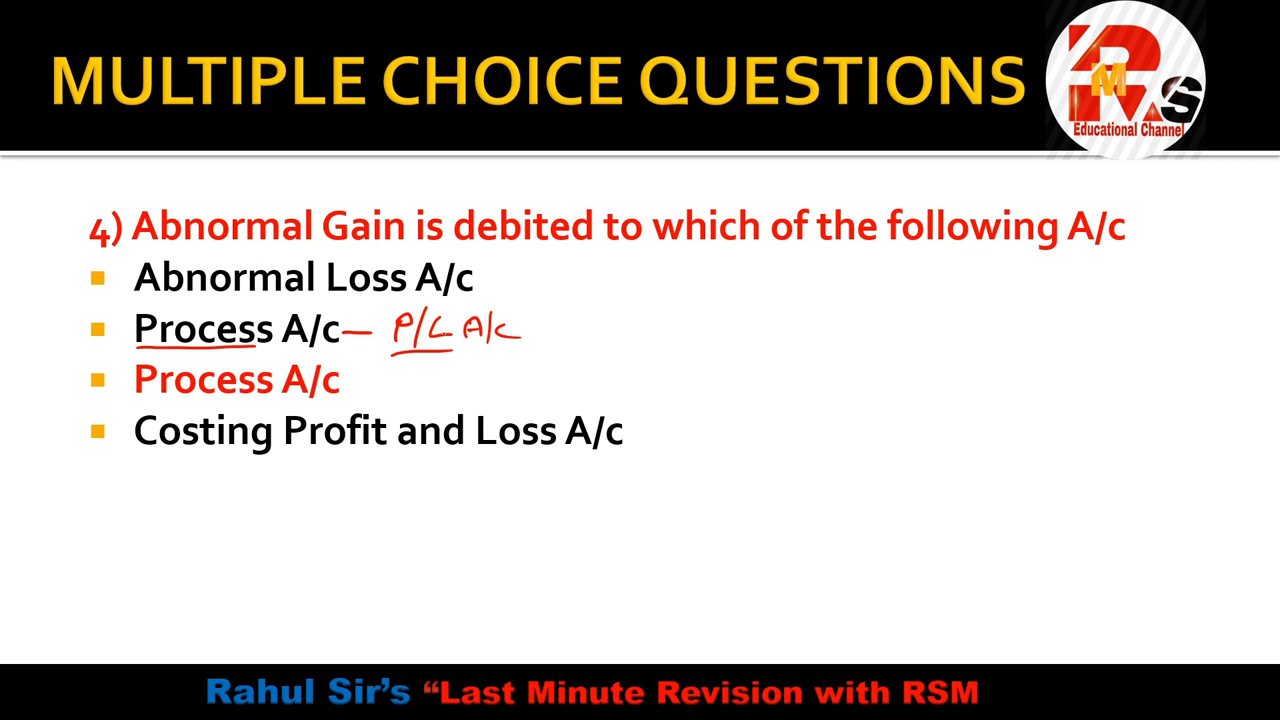 MULTIPLE CHOICE QUESTIONS
RMS
Educational Channel
4) Abnormal Gain is debited to which of the following A/c
Abnormal Loss A/c
Process A/c — P/L A/c
Process A/c
Costing Profit and Loss A/c
Rahul Sir's "Last Minute Revision with RSM